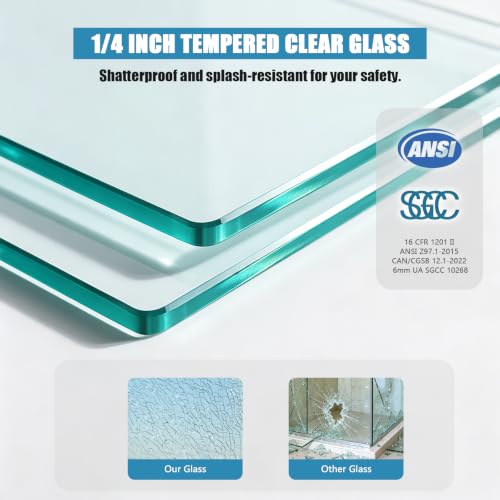 1/4 INCH TEMPERED CLEAR GLASS
Shatterproof and splash-resistant for your safety.
ANSI
SGCC
16 CFR 1201 II
ANSI Z97.1-2015
CAN/CGSB 12.1-2022
6mm UA SGCC 10268
Our Glass
Other Glass